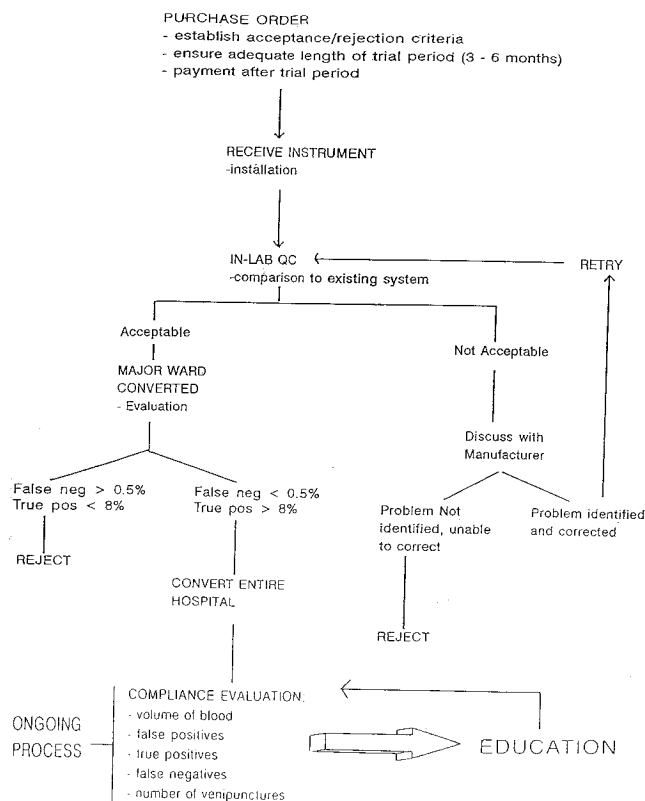 PURCHASE ORDER
- establish acceptance/rejection criteria
- ensure adequate length of trial period (3 - 6 months)
- payment after trial period
RECEIVE INSTRUMENT
-installation
IN-LAB QC
-comparison to existing system
RETRY
Acceptable
Not Acceptable
MAJOR WARD
CONVERTED
- Evaluation
Discuss with
Manufacturer
False neg > 0.5%
True pos < 8%
False neg < 0.5%
True pos > 8%
Problem Not
identified, unable
to correct
Problem identified
and corrected
REJECT
CONVERT ENTIRE
HOSPITAL
REJECT
ONGOING
PROCESS
COMPLIANCE EVALUATION:
- volume of blood
- false positives
- true positives
- false negatives
- number of venipunctures
EDUCATION